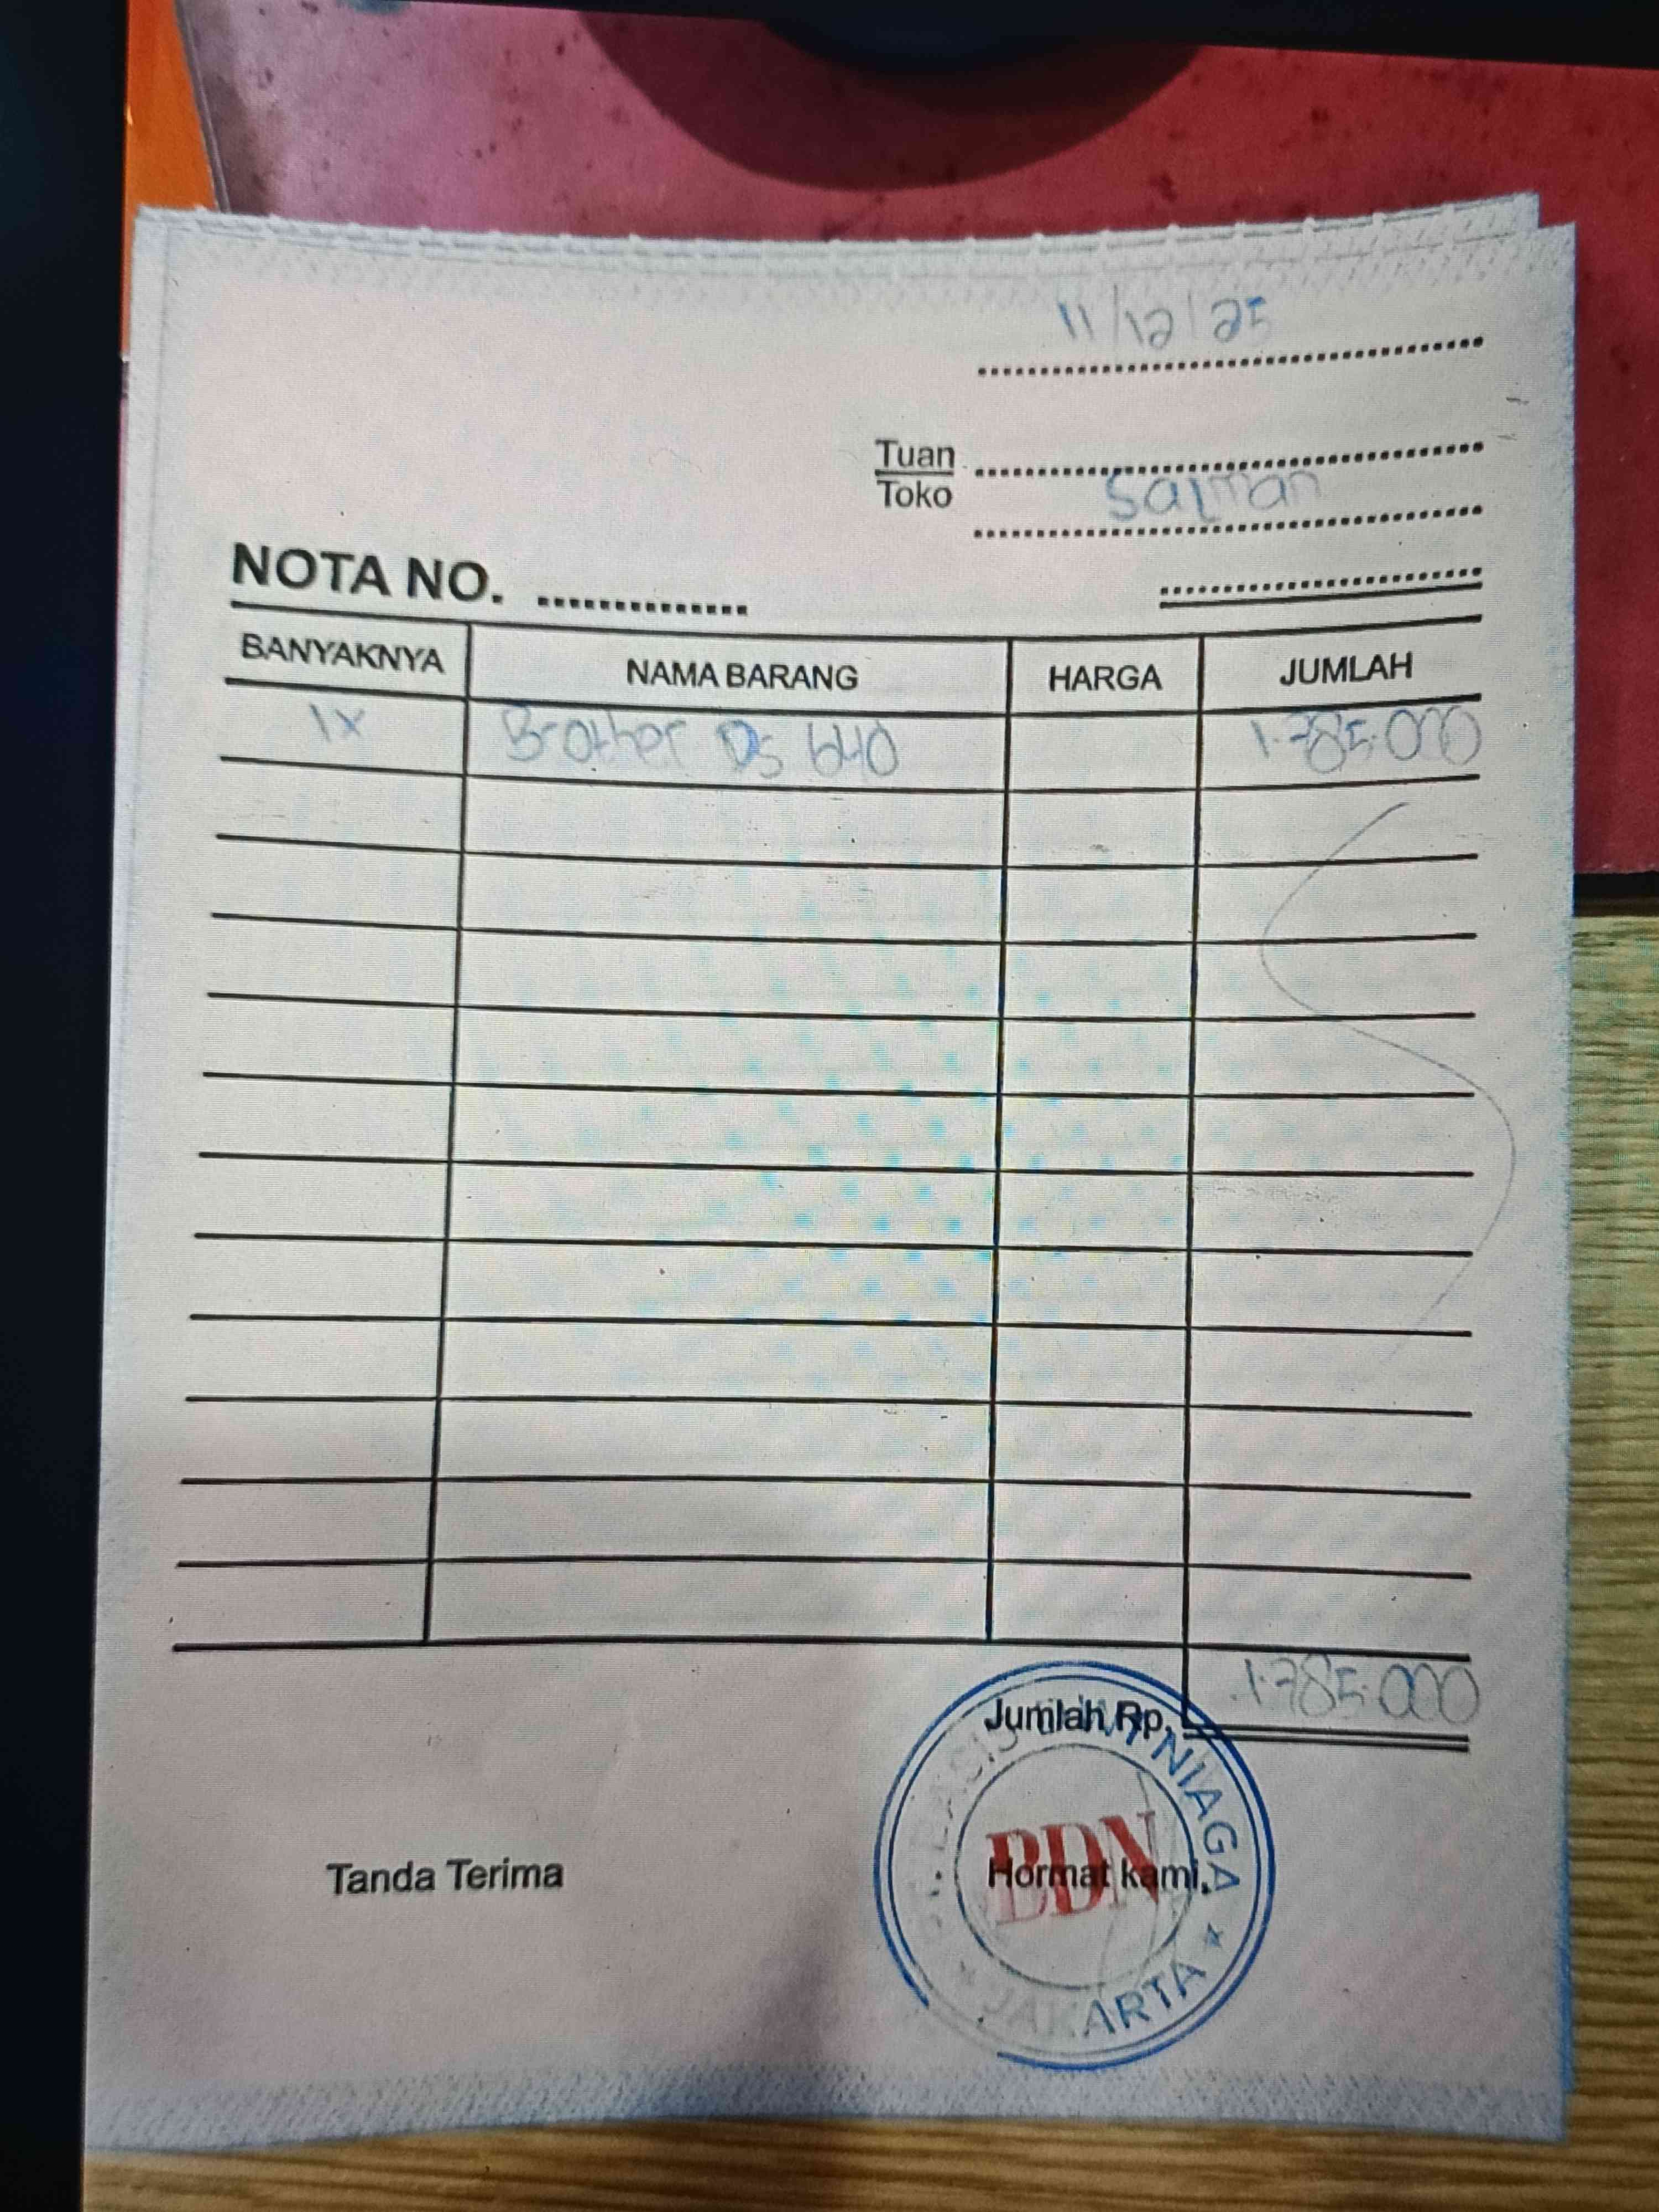 11/12/25
Tuan
Toko
Salman
NOTA NO.
BANYAKNYA NAMA BARANG HARGA JUMLAH
1x Brother Ds 640 1.785.000
Jumlah Rp. 1.785.000
Tanda Terima
Hormat kami,
NIAGA
BDN
JAKARTA